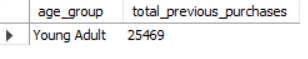 age_group total_previous_purchases
Young Adult 25469